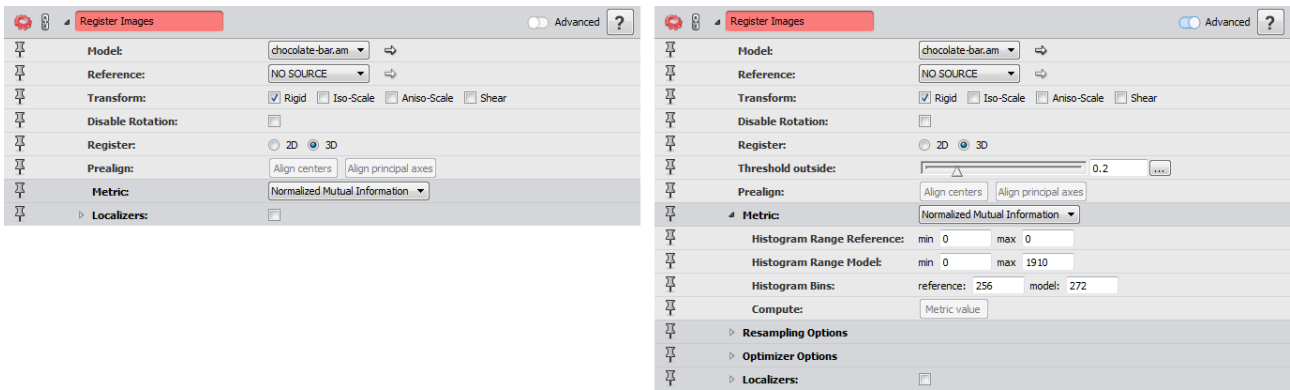 Register Images Advanced ?
Model: chocolate-bar.am
Reference: NO SOURCE
Transform: Rigid Iso-Scale Aniso-Scale Shear
Disable Rotation:
Register: 2D 3D
Prealign: Align centers Align principal axes
Metric: Normalized Mutual Information
Localizers:
Register Images Advanced ?
Model: chocolate-bar.am
Reference: NO SOURCE
Transform: Rigid Iso-Scale Aniso-Scale Shear
Disable Rotation:
Register: 2D 3D
Threshold outside: 0.2 ...
Prealign: Align centers Align principal axes
Metric: Normalized Mutual Information
Histogram Range Reference: min 0 max 0
Histogram Range Model: min 0 max 1910
Histogram Bins: reference: 256 model: 272
Compute: Metric value
Resampling Options
Optimizer Options
Localizers: